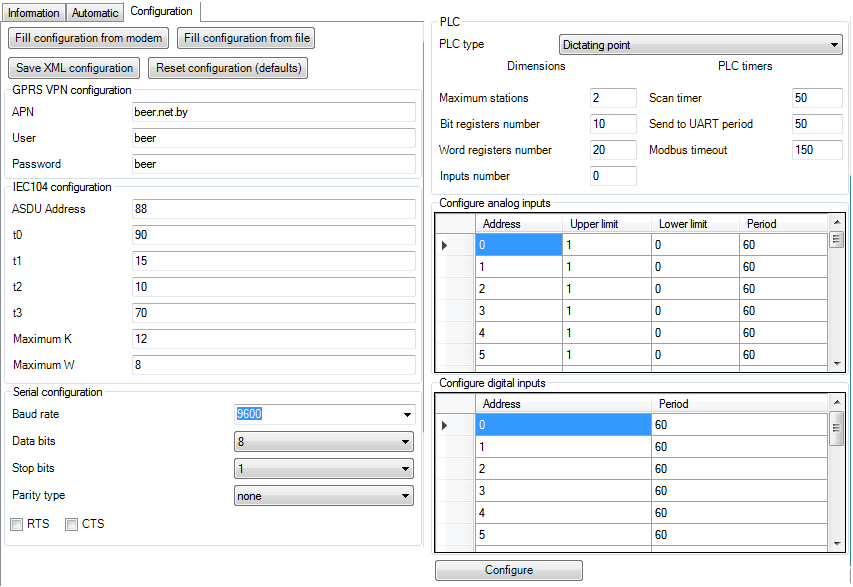 Information Automatic Configuration
Fill configuration from modem Fill configuration from file
Save XML configuration Reset configuration (defaults)
GPRS VPN configuration
APN beer.net.by
User beer
Password beer
IEC104 configuration
ASDU Address 88
t0 90
t1 15
t2 10
t3 70
Maximum K 12
Maximum W 8
Serial configuration
Baud rate 9600
Data bits 8
Stop bits 1
Parity type none
RTS CTS
PLC
PLC type Dictating point
Dimensions PLC timers
Maximum stations 2 Scan timer 50
Bit registers number 10 Send to UART period 50
Word registers number 20 Modbus timeout 150
Inputs number 0
Configure analog inputs
Address Upper limit Lower limit Period
0 1 0 60
1 1 0 60
2 1 0 60
3 1 0 60
4 1 0 60
5 1 0 60
Configure digital inputs
Address Period
0 60
1 60
2 60
3 60
4 60
5 60
Configure